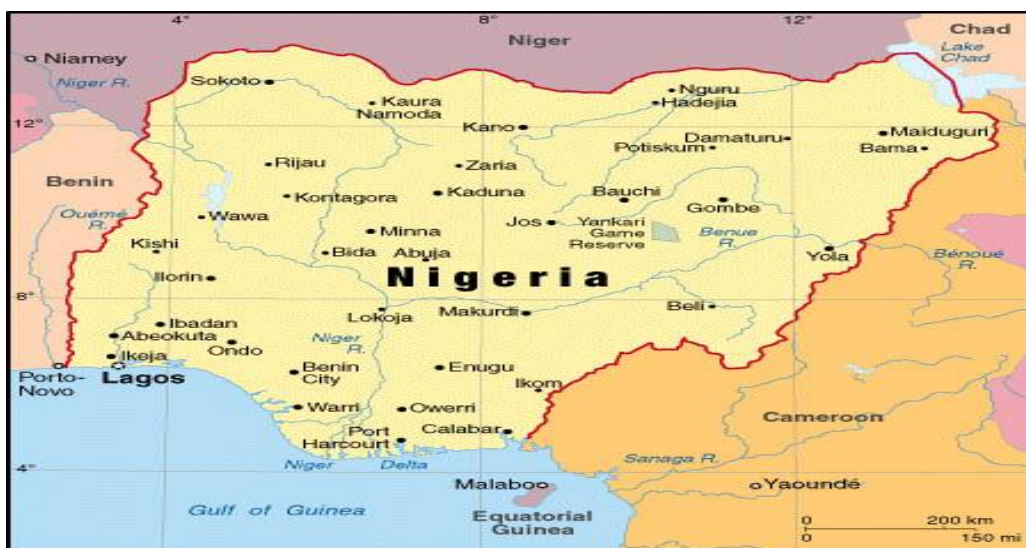 4°
8°
12°
Chad
Niger
Niamey
Lake
Chad
Niger R.
Sokoto
Nguru
Kaura
Namoda
Hadejia
12°
Kano
Damaturu
Maiduguri
Potiskum
Bama
Rijau
Zaria
Benin
Kontagora
Kaduna
Bauchi
Gombe
Ouémé R.
Wawa
Jos
Yankari
Game
Reserve
Benue
R.
Minna
Kishi
Bida
Abuja
Yola
Bénoué
R.
Nigeria
Ilorin
8°
Lokoja
Makurdi
Beli
Ibadan
Abeokuta
Niger
R.
Ondo
Ikeja
Porto-
Novo
Lagos
Benin
City
Enugu
Ikom
Warri
Owerri
Cameroon
Port
Harcourt
Calabar
4°
Niger Delta
Sanaga R.
Malaboo
Yaoundé
Gulf of Guinea
Equatorial
Guinea
0 200 km
0 150 mi